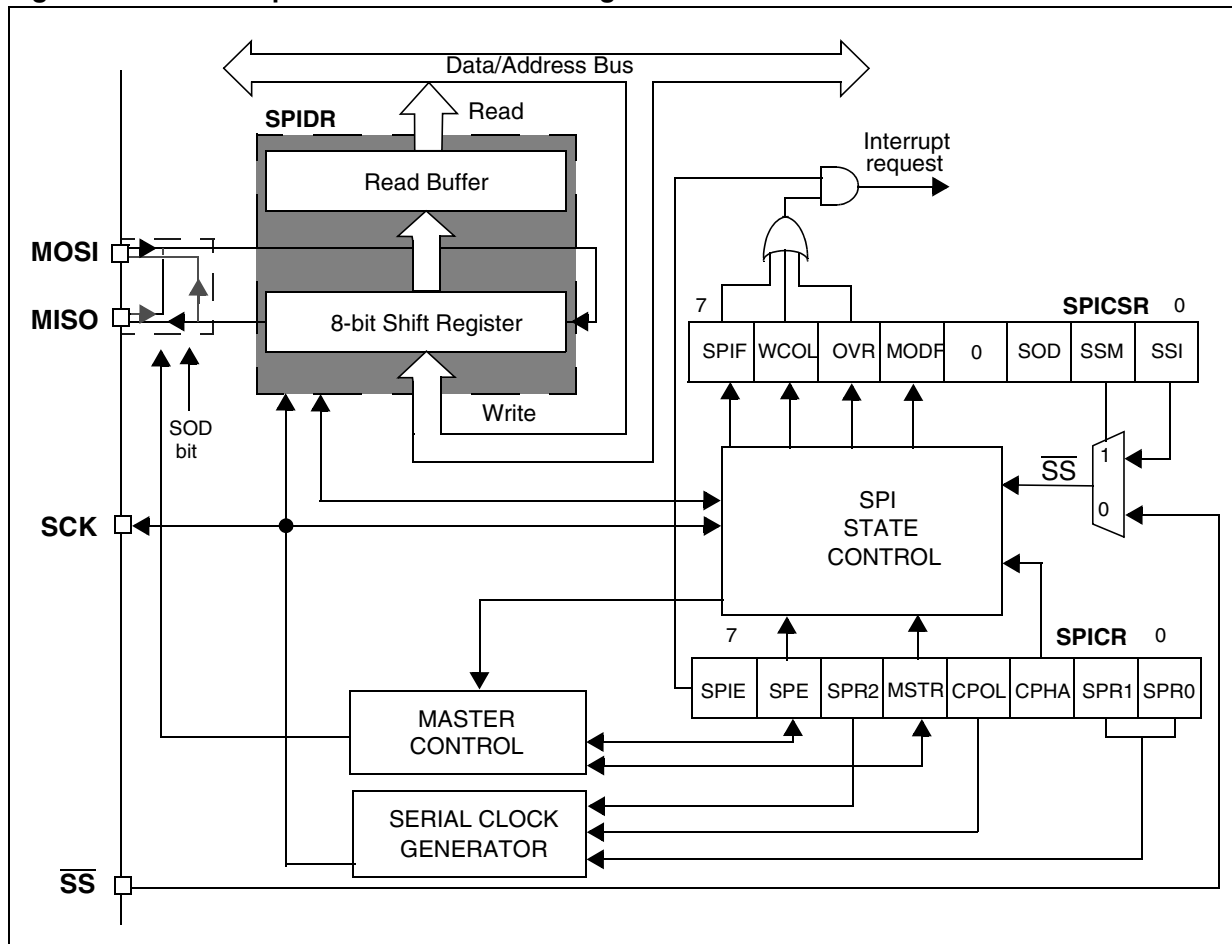 Data/Address Bus
SPIDR
Read
Read Buffer
Interrupt
request
MOSI
MISO
8-bit Shift Register
7
SPICSR
0
SPIF
WCOL
OVR
MODF
0
SOD
SSM
SSI
Write
SOD
bit
1
SS
0
SCK
SPI
STATE
CONTROL
7
SPICR
0
SPIE
SPE
SPR2
MSTR
CPOL
CPHA
SPR1
SPR0
MASTER
CONTROL
SERIAL CLOCK
GENERATOR
SS